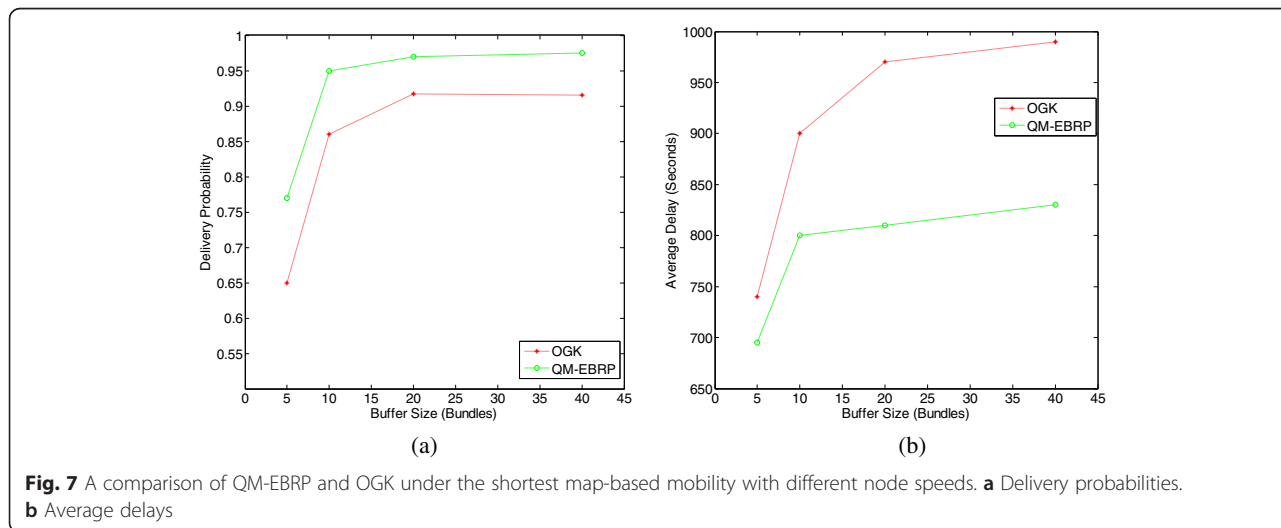 1
0.95
0.9
0.85
0.8
0.75
0.7
0.65
0.6
0.55
Delivery Probability
0 5 10 15 20 25 30 35 40 45
Buffer Size (Bundles)
OGK
QM-EBRP
(a)
1000
950
900
850
800
750
700
650
Average Delay (Seconds)
0 5 10 15 20 25 30 35 40 45
Buffer Size (Bundles)
OGK
QM-EBRP
(b)
Fig. 7 A comparison of QM-EBRP and OGK under the shortest map-based mobility with different node speeds. a Delivery probabilities.
b Average delays